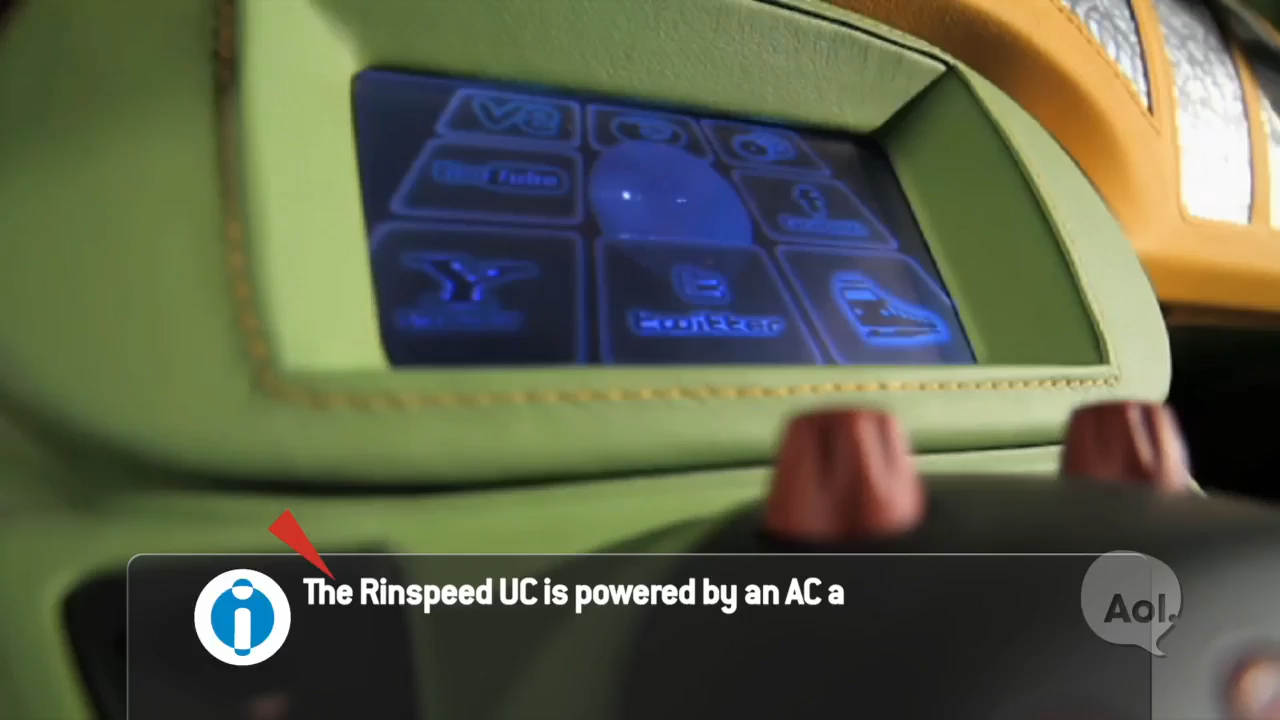 YouTube
f
Y
t
twitter
The Rinspeed UC is powered by an AC a
Aol.